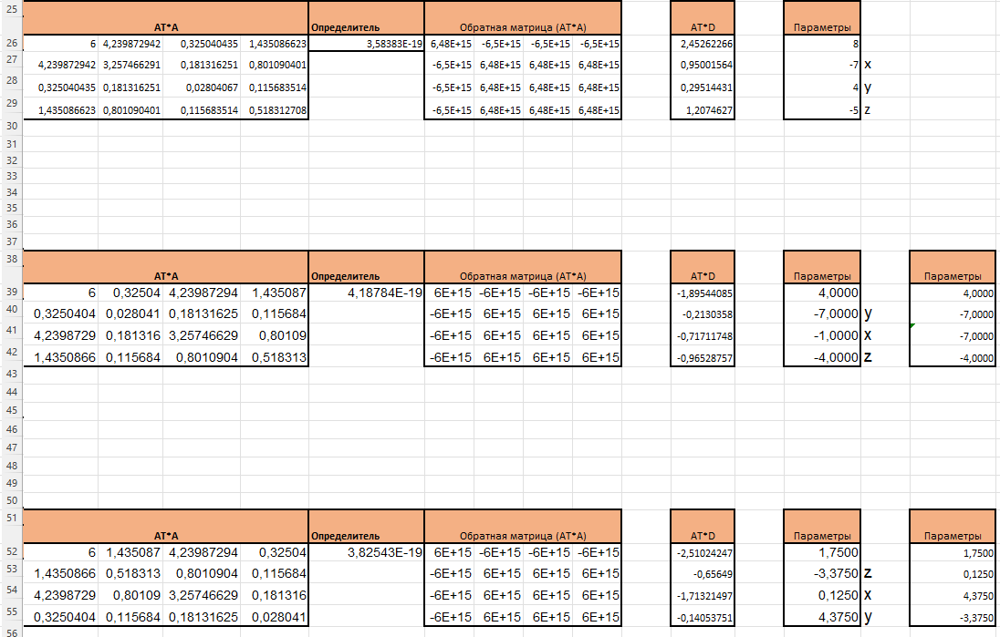 25 АТ*А Определитель Обратная матрица (АТ*А) АТ*D Параметры
26 6 4,239872942 0,325040435 1,435086623 3,58383E-19 6,48E+15 -6,5E+15 -6,5E+15 -6,5E+15 2,45262266 8
27 4,239872942 3,257466291 0,181316251 0,801090401 -6,5E+15 6,48E+15 6,48E+15 6,48E+15 0,95001564 -7 x
28 0,325040435 0,181316251 0,02804067 0,115683514 -6,5E+15 6,48E+15 6,48E+15 6,48E+15 0,29514431 4 y
29 1,435086623 0,801090401 0,115683514 0,518312708 -6,5E+15 6,48E+15 6,48E+15 6,48E+15 1,2074627 -5 z
30
31
32
33
34
35
36
37
38 АТ*А Определитель Обратная матрица (АТ*А) АТ*D Параметры Параметры
39 6 0,32504 4,23987294 1,435087 4,18784E-19 6E+15 -6E+15 -6E+15 -6E+15 -1,89544085 4,0000 4,0000
40 0,3250404 0,028041 0,18131625 0,115684 -6E+15 6E+15 6E+15 6E+15 -0,2130358 -7,0000 y -7,0000
41 4,2398729 0,181316 3,25746629 0,80109 -6E+15 6E+15 6E+15 6E+15 -0,71711748 -1,0000 x -7,0000
42 1,4350866 0,115684 0,8010904 0,518313 -6E+15 6E+15 6E+15 6E+15 -0,96528757 -4,0000 z -4,0000
43
44
45
46
47
48
49
50
51 АТ*А Определитель Обратная матрица (АТ*А) АТ*D Параметры Параметры
52 6 1,435087 4,23987294 0,32504 3,82543E-19 6E+15 -6E+15 -6E+15 -6E+15 -2,51024247 1,7500 1,7500
53 1,4350866 0,518313 0,8010904 0,115684 -6E+15 6E+15 6E+15 6E+15 -0,65649 -3,3750 z 0,1250
54 4,2398729 0,80109 3,25746629 0,181316 -6E+15 6E+15 6E+15 6E+15 -1,71321497 0,1250 x 4,3750
55 0,3250404 0,115684 0,18131625 0,028041 -6E+15 6E+15 6E+15 6E+15 -0,14053751 4,3750 y -3,3750
56